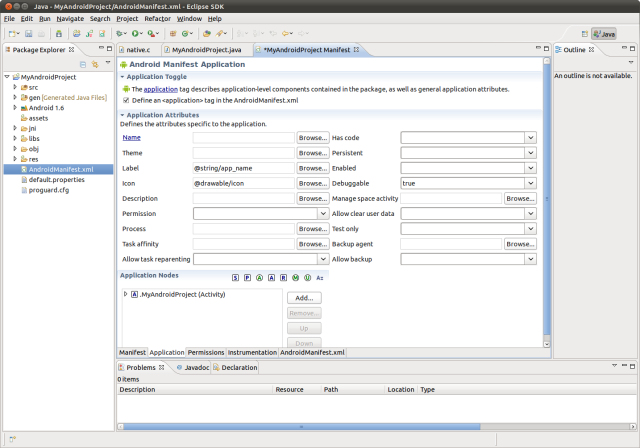 Java - MyAndroidProject/AndroidManifest.xml - Eclipse SDK
File Edit Run Source Navigate Search Project Refactor Window Help
Java
Package Explorer
native.c
MyAndroidProject.java
*MyAndroidProject Manifest
Outline
MyAndroidProject
src
gen [Generated Java Files]
Android 1.6
assets
jni
libs
obj
res
AndroidManifest.xml
default.properties
proguard.cfg
Android Manifest Application
Application Toggle
The application tag describes application-level components contained in the package, as well as general application attributes.
Define an <application> tag in the AndroidManifest.xml
Application Attributes
Defines the attributes specific to the application.
Name Browse... Has code
Theme Browse... Persistent
Label @string/app_name Browse... Enabled
Icon @drawable/icon Browse... Debuggable true
Description Browse... Manage space activity Browse...
Permission Allow clear user data
Process Browse... Test only
Task affinity Browse... Backup agent Browse...
Allow task reparenting Allow backup
Application Nodes
S P A A R M U Az
A .MyAndroidProject (Activity)
Add...
Remove...
Up
Down
Manifest Application Permissions Instrumentation AndroidManifest.xml
An outline is not available.
Problems Javadoc Declaration
0 items
Description Resource Path Location Type